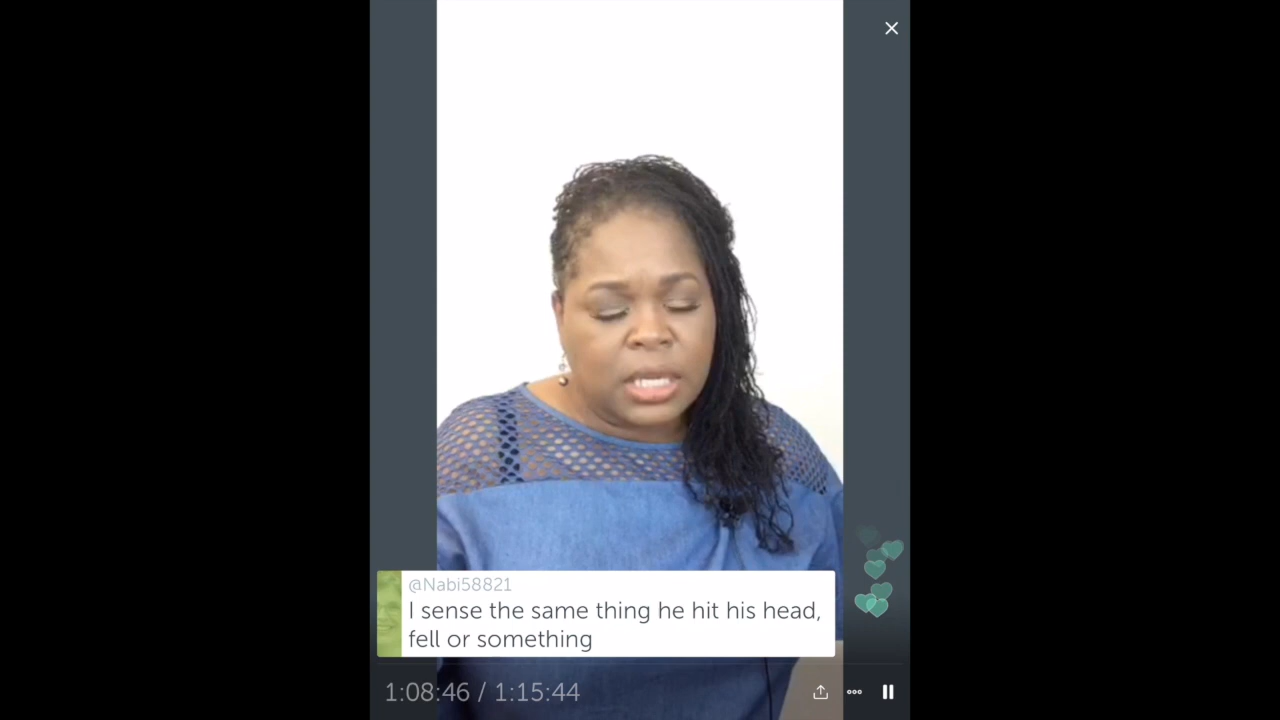 @Nabi58821
I sense the same thing he hit his head,
fell or something
1:08:46 / 1:15:44